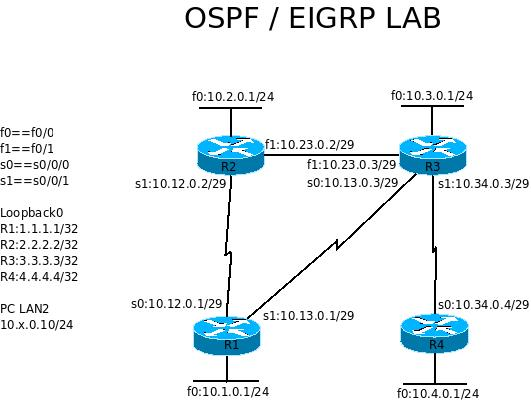 OSPF / EIGRP LAB
f0:10.2.0.1/24
f0:10.3.0.1/24
f0==f0/0
f1==f0/1
s0==s0/0/0
s1==s0/0/1
Loopback0
R1:1.1.1.1/32
R2:2.2.2.2/32
R3:3.3.3.3/32
R4:4.4.4.4/32
PC LAN2
10.x.0.10/24
R2
f1:10.23.0.2/29
f1:10.23.0.3/29
R3
s1:10.12.0.2/29
s0:10.13.0.3/29
s1:10.34.0.3/29
s0:10.12.0.1/29
s1:10.13.0.1/29
s0:10.34.0.4/29
R1
R4
f0:10.1.0.1/24
f0:10.4.0.1/24